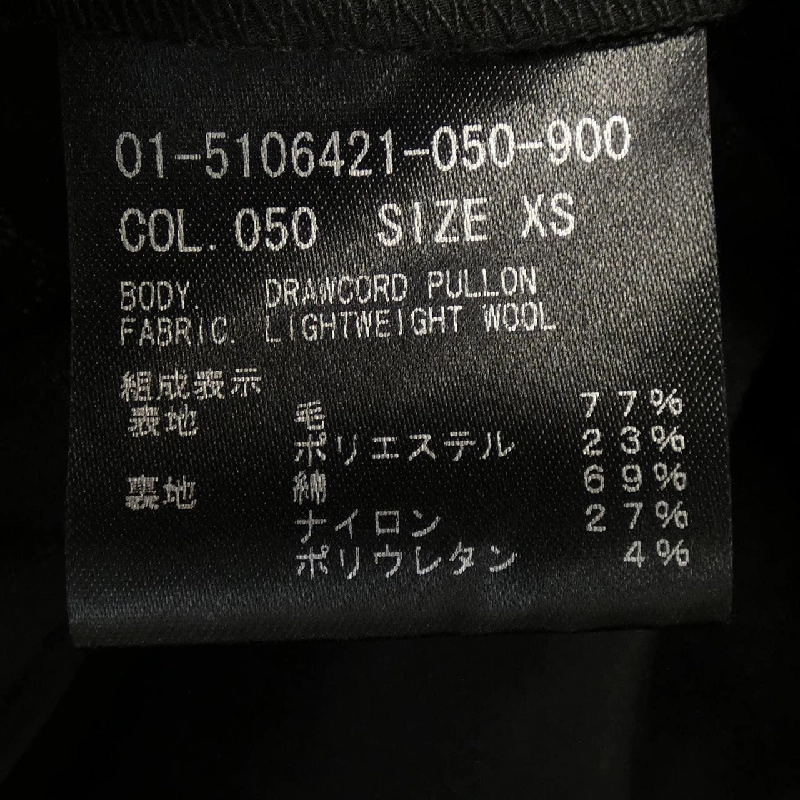 01-5106421-050-900
COL. 050 SIZE XS
BODY. DRAWCORD PULLON
FABRIC. LIGHTWEIGHT WOOL
組成表示
表地 毛 77%
ポリエステル 23%
裏地 綿 69%
ナイロン 27%
ポリウレタン 4%